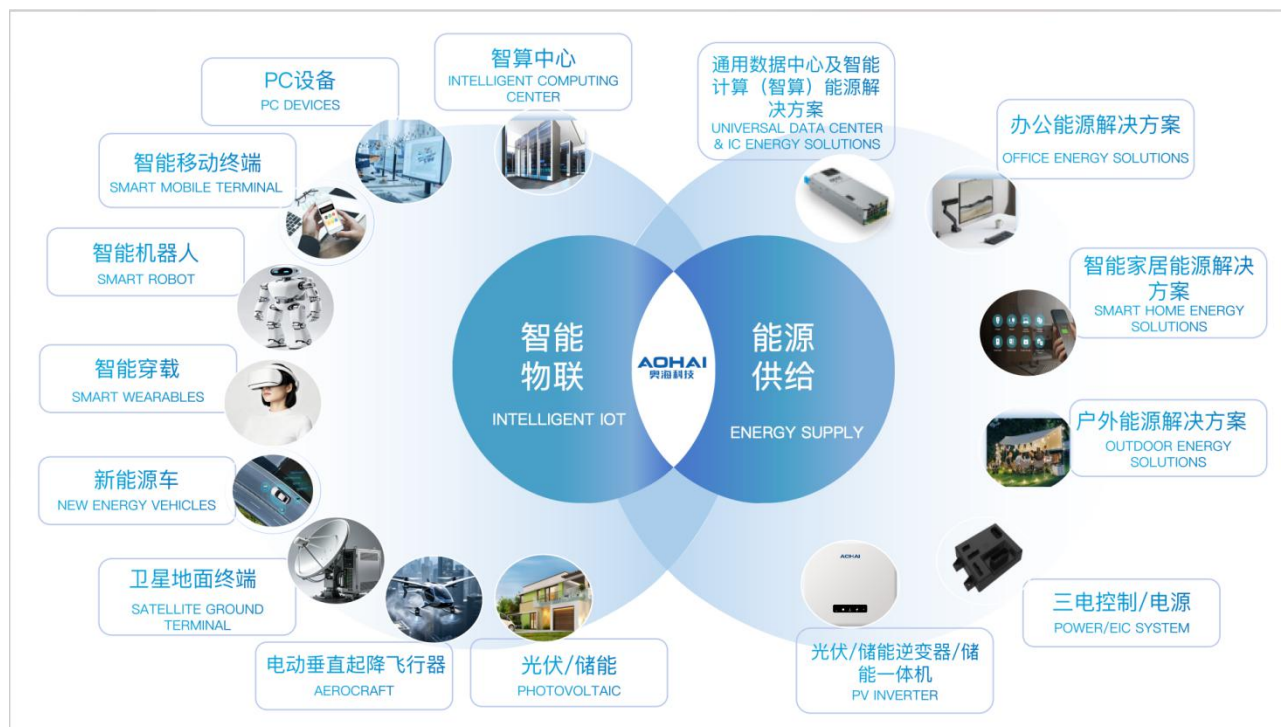 智算中心
INTELLIGENT COMPUTING
CENTER
PC设备
PC DEVICES
智能移动终端
SMART MOBILE TERMINAL
智能机器人
SMART ROBOT
智能穿载
SMART WEARABLES
新能源车
NEW ENERGY VEHICLES
卫星地面终端
SATELLITE GROUND
TERMINAL
电动垂直起降飞行器
AEROCRAFT
光伏/储能
PHOTOVOLTAIC
智能
物联
INTELLIGENT IOT
AOHAI
奥海科技
能源
供给
ENERGY SUPPLY
通用数据中心及智能
计算（智算）能源解
决方案
UNIVERSAL DATA CENTER
& IC ENERGY SOLUTIONS
办公能源解决方案
OFFICE ENERGY SOLUTIONS
智能家居能源解决
方案
SMART HOME ENERGY
SOLUTIONS
户外能源解决方案
OUTDOOR ENERGY
SOLUTIONS
三电控制/电源
POWER/EIC SYSTEM
AOHAI
光伏/储能逆变器/储
能一体机
PV INVERTER